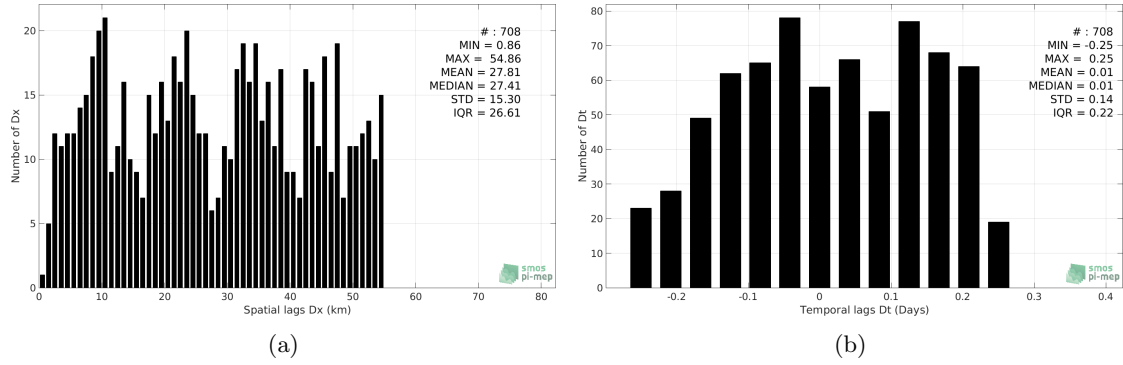 # : 708
MIN = 0.86
MAX = 54.86
MEAN = 27.81
MEDIAN = 27.41
STD = 15.30
IQR = 26.61
20
15
10
5
0
Number of Dx
0 10 20 30 40 50 60 70 80
Spatial lags Dx (km)
smos
pi-mep
(a)
# : 708
MIN = -0.25
MAX = 0.25
MEAN = 0.01
MEDIAN = 0.01
STD = 0.14
IQR = 0.22
80
70
60
50
40
30
20
10
0
Number of Dt
-0.2 -0.1 0 0.1 0.2 0.3 0.4
Temporal lags Dt (Days)
smos
pi-mep
(b)